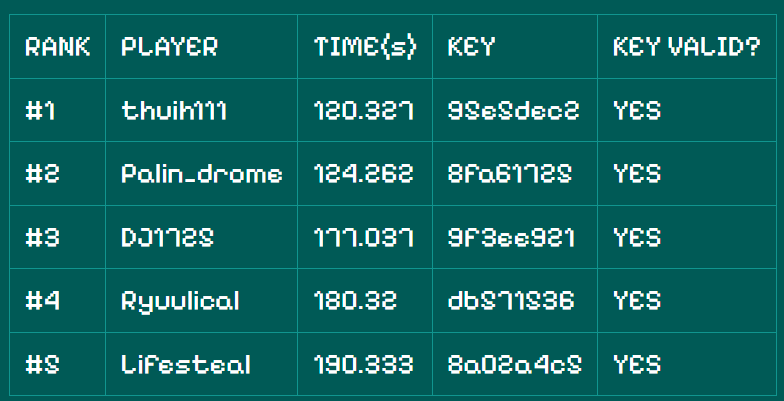 RANK PLAYER TIME(s) KEY KEY VALID?
#1 thuih111 120.327 95e5dec2 YES
#2 Palin_drome 124.262 8fa61725 YES
#3 DJ1725 177.037 9f3ee921 YES
#4 Ryuulical 180.32 db571536 YES
#5 Lifesteal 190.333 8a02a4c5 YES